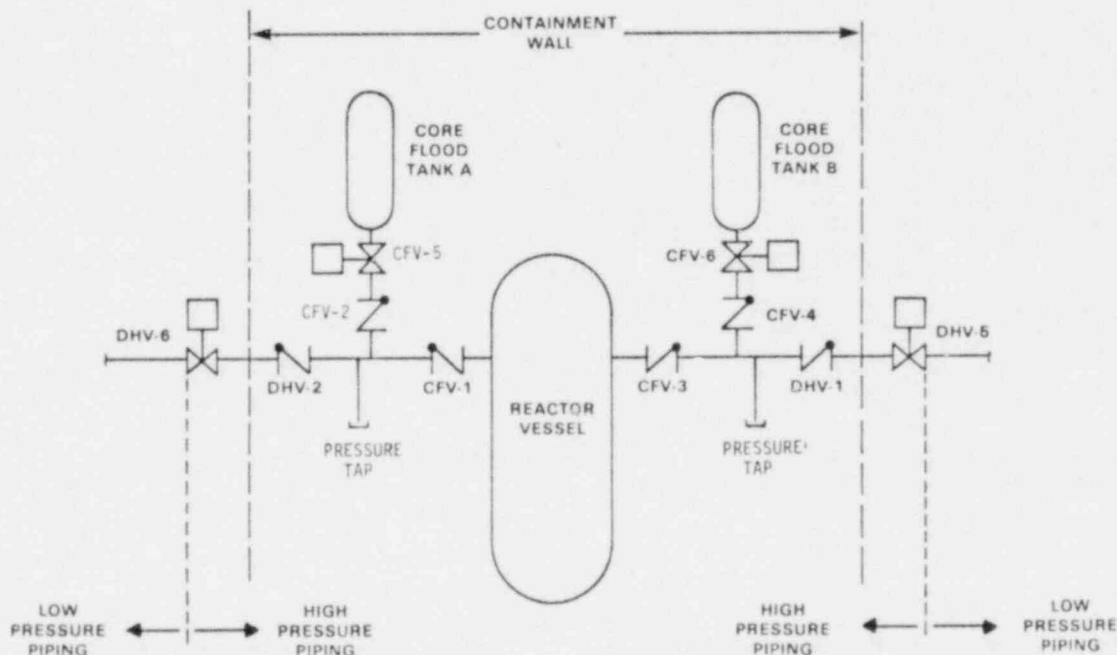 CONTAINMENT
WALL
CORE
FLOOD
TANK A
CORE
FLOOD
TANK B
CFV-5
CFV-6
CFV-2
CFV-4
DHV-6
DHV-5
DHV-2
CFV-1
CFV-3
DHV-1
REACTOR
VESSEL
PRESSURE
TAP
PRESSURE
TAP
LOW
PRESSURE
PIPING
HIGH
PRESSURE
PIPING
HIGH
PRESSURE
PIPING
LOW
PRESSURE
PIPING